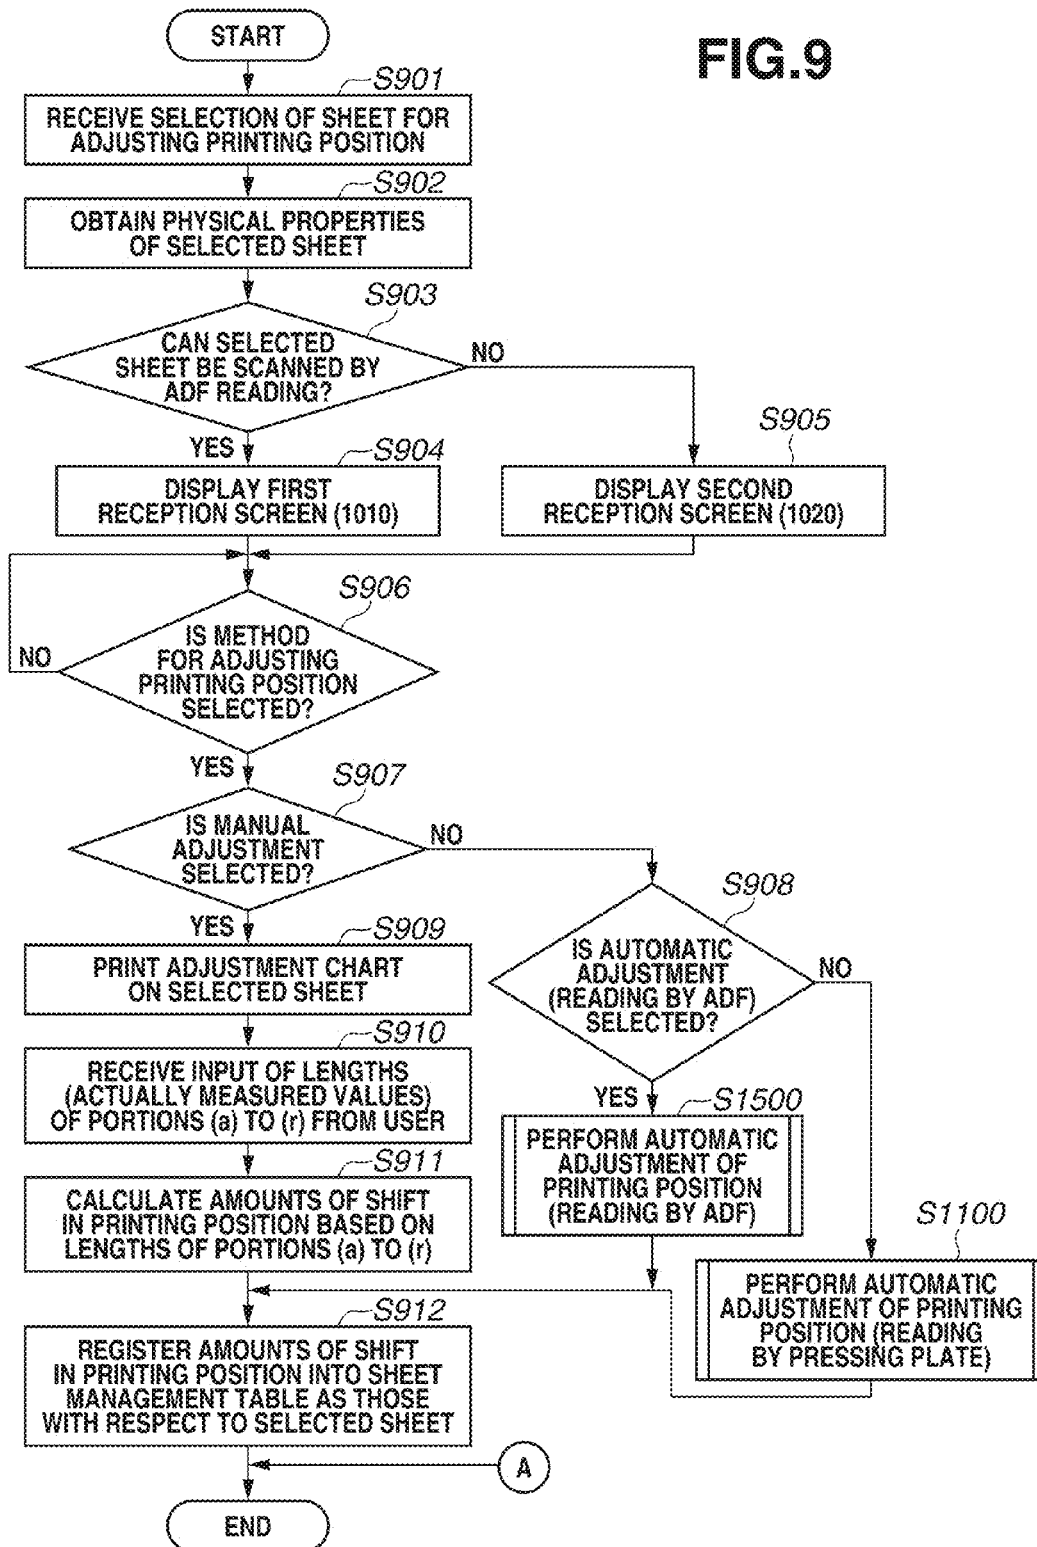 START
FIG.9
S901
RECEIVE SELECTION OF SHEET FOR
ADJUSTING PRINTING POSITION
S902
OBTAIN PHYSICAL PROPERTIES
OF SELECTED SHEET
S903
CAN SELECTED
SHEET BE SCANNED BY
ADF READING?
NO
YES
S904
DISPLAY FIRST
RECEPTION SCREEN (1010)
S905
DISPLAY SECOND
RECEPTION SCREEN (1020)
S906
IS METHOD
FOR ADJUSTING
PRINTING POSITION
SELECTED?
NO
YES
S907
IS MANUAL
ADJUSTMENT
SELECTED?
NO
YES
S908
IS AUTOMATIC
ADJUSTMENT
(READING BY ADF)
SELECTED?
NO
YES
S909
PRINT ADJUSTMENT CHART
ON SELECTED SHEET
S910
RECEIVE INPUT OF LENGTHS
(ACTUALLY MEASURED VALUES)
OF PORTIONS (a) TO (r) FROM USER
S1500
PERFORM AUTOMATIC
ADJUSTMENT OF
PRINTING POSITION
(READING BY ADF)
S911
CALCULATE AMOUNTS OF SHIFT
IN PRINTING POSITION BASED ON
LENGTHS OF PORTIONS (a) TO (r)
S1100
PERFORM AUTOMATIC
ADJUSTMENT OF PRINTING
POSITION (READING
BY PRESSING PLATE)
S912
REGISTER AMOUNTS OF SHIFT
IN PRINTING POSITION INTO SHEET
MANAGEMENT TABLE AS THOSE
WITH RESPECT TO SELECTED SHEET
A
END